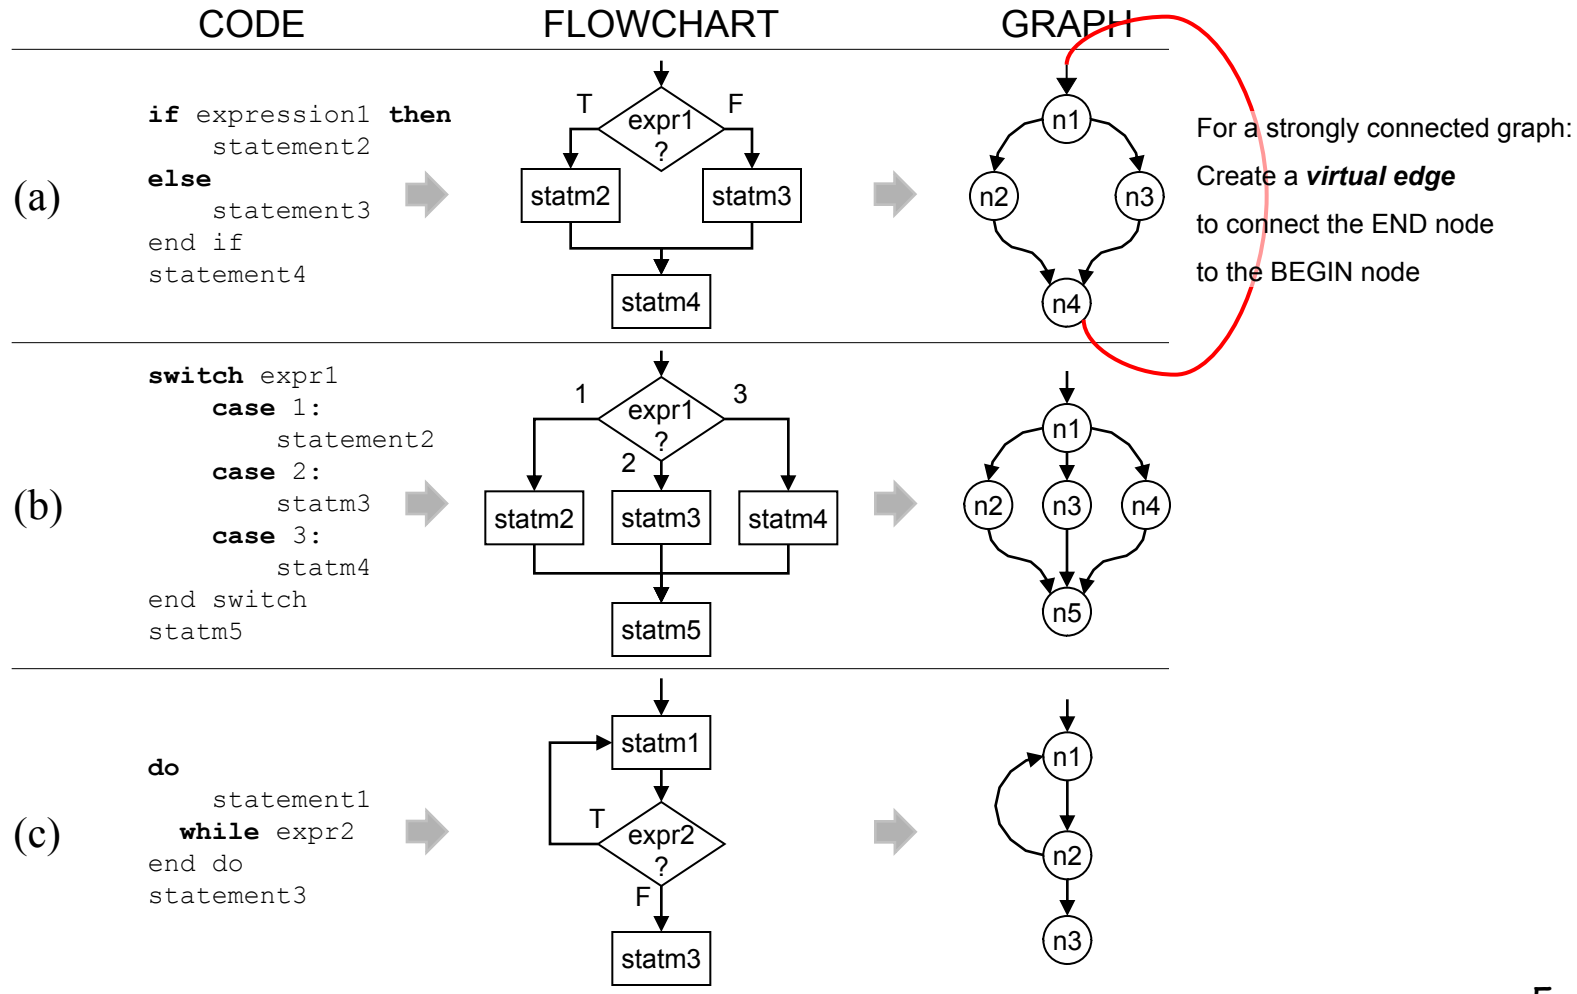 CODE FLOWCHART GRAPH
(a)
if expression1 then
statement2
else
statement3
end if
statement4
T F
expr1
?
statm2 statm3
statm4
n1
n2 n3
n4
For a strongly connected graph:
Create a virtual edge
to connect the END node
to the BEGIN node
(b)
switch expr1
case 1:
statement2
case 2:
statm3
case 3:
statm4
end switch
statm5
1 3
expr1
?
2
statm2 statm3 statm4
statm5
n1
n2 n3 n4
n5
(c)
do
statement1
while expr2
end do
statement3
statm1
T
expr2
?
F
statm3
n1
n2
n3